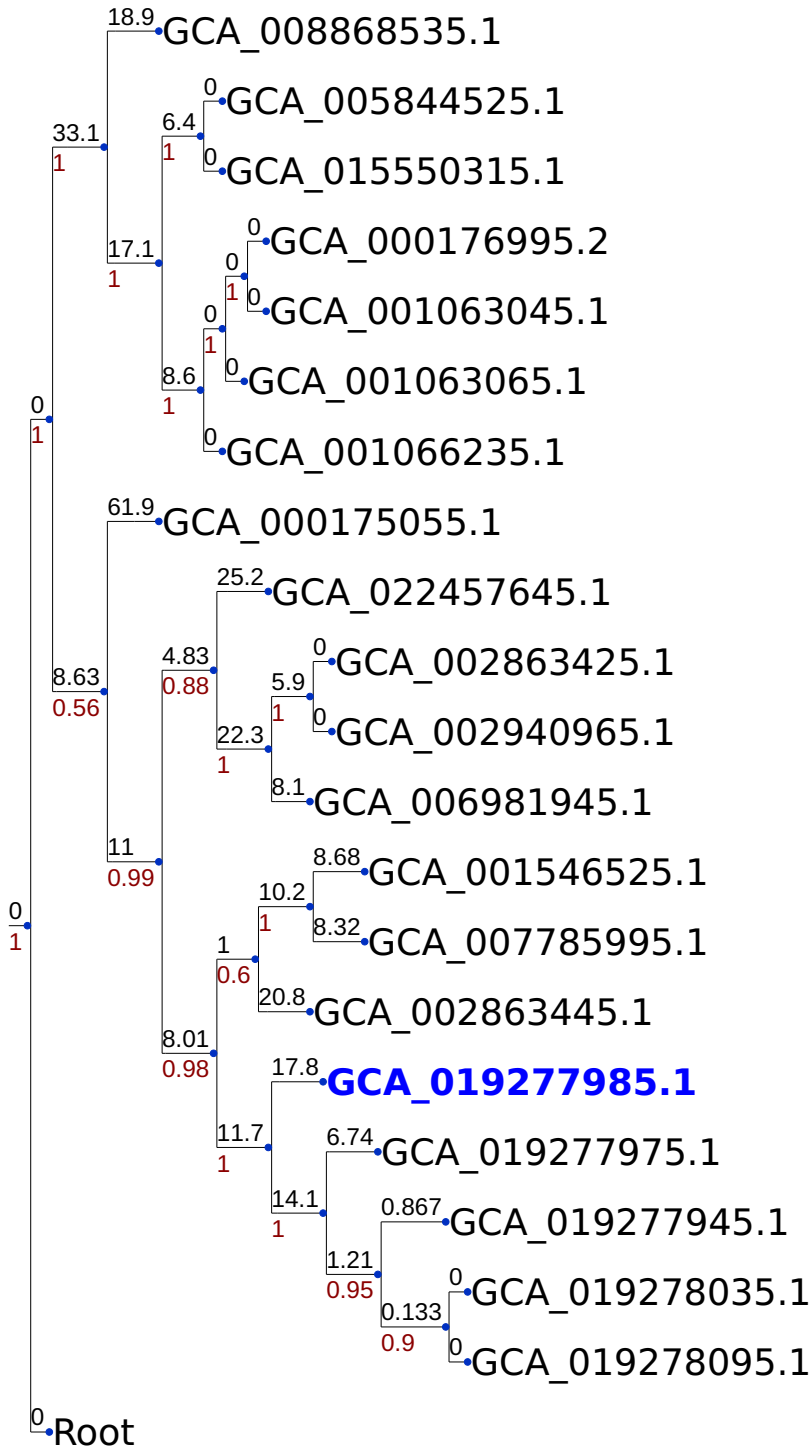 18.9 GCA_008868535.1
0 GCA_005844525.1
6.4
33.1
1
1
0 GCA_015550315.1
0 GCA_000176995.2
17.1
1
0
1
0 GCA_001063045.1
0
1
8.6
1
0 GCA_001063065.1
0
1
0 GCA_001066235.1
61.9 GCA_000175055.1
25.2 GCA_022457645.1
0 GCA_002863425.1
4.83
0.88
8.63
0.56
5.9
1
0 GCA_002940965.1
22.3
1
8.1 GCA_006981945.1
11
0.99
8.68 GCA_001546525.1
10.2
1
0
1
8.32 GCA_007785995.1
1
0.6
20.8 GCA_002863445.1
8.01
0.98
17.8 GCA_019277985.1
11.7
1
6.74 GCA_019277975.1
14.1
1
0.867 GCA_019277945.1
1.21
0.95
0 GCA_019278035.1
0.133
0.9
0 GCA_019278095.1
0 Root